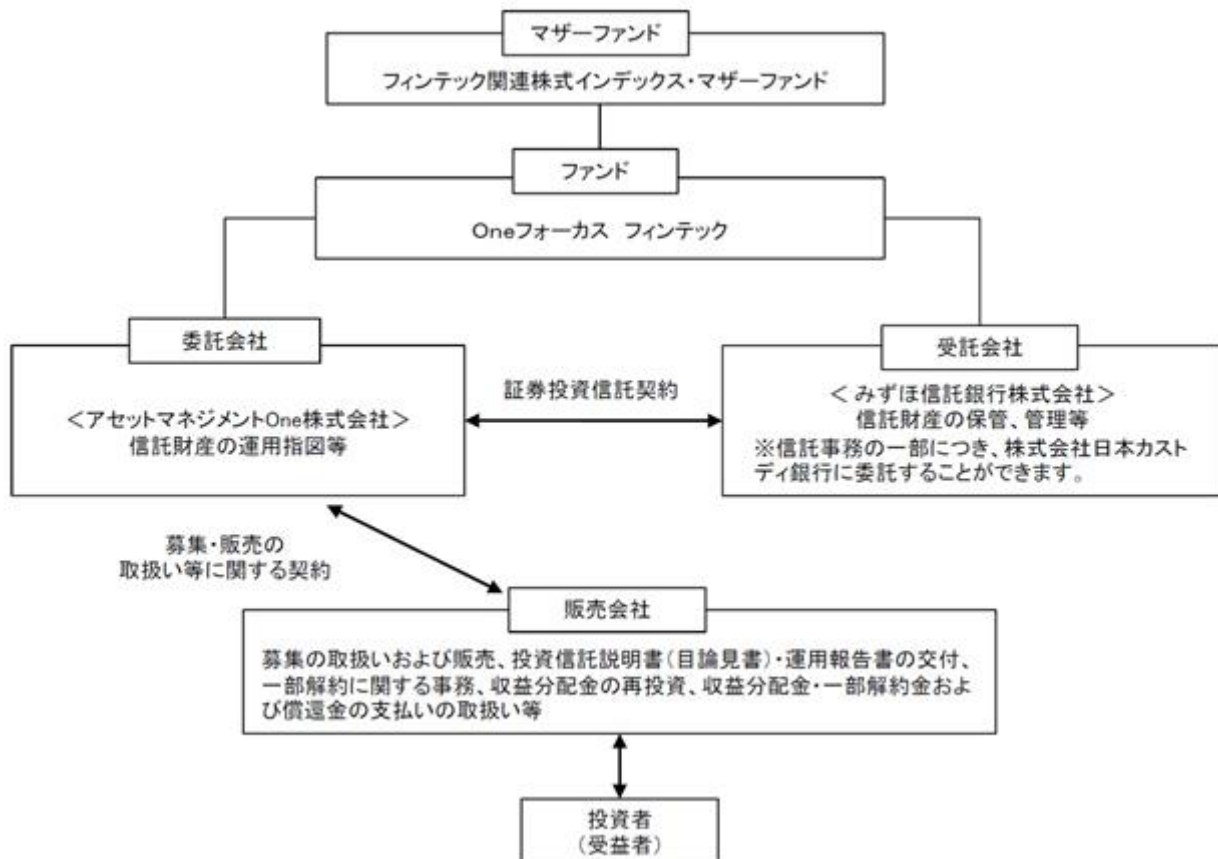 マザーファンド
フィンテック関連株式インデックス・マザーファンド
ファンド
Oneフォーカス フィンテック
委託会社
<アセットマネジメントOne株式会社>
信託財産の運用指図等
証券投資信託契約
受託会社
<みずほ信託銀行株式会社>
信託財産の保管、管理等
※信託事務の一部につき、株式会社日本カスト
ディ銀行に委託することができます。
募集・販売の
取扱い等に関する契約
販売会社
募集の取扱いおよび販売、投資信託説明書(目論見書)・運用報告書の交付、
一部解約に関する事務、収益分配金の再投資、収益分配金・一部解約金およ
び償還金の支払いの取扱い等
投資者
(受益者)